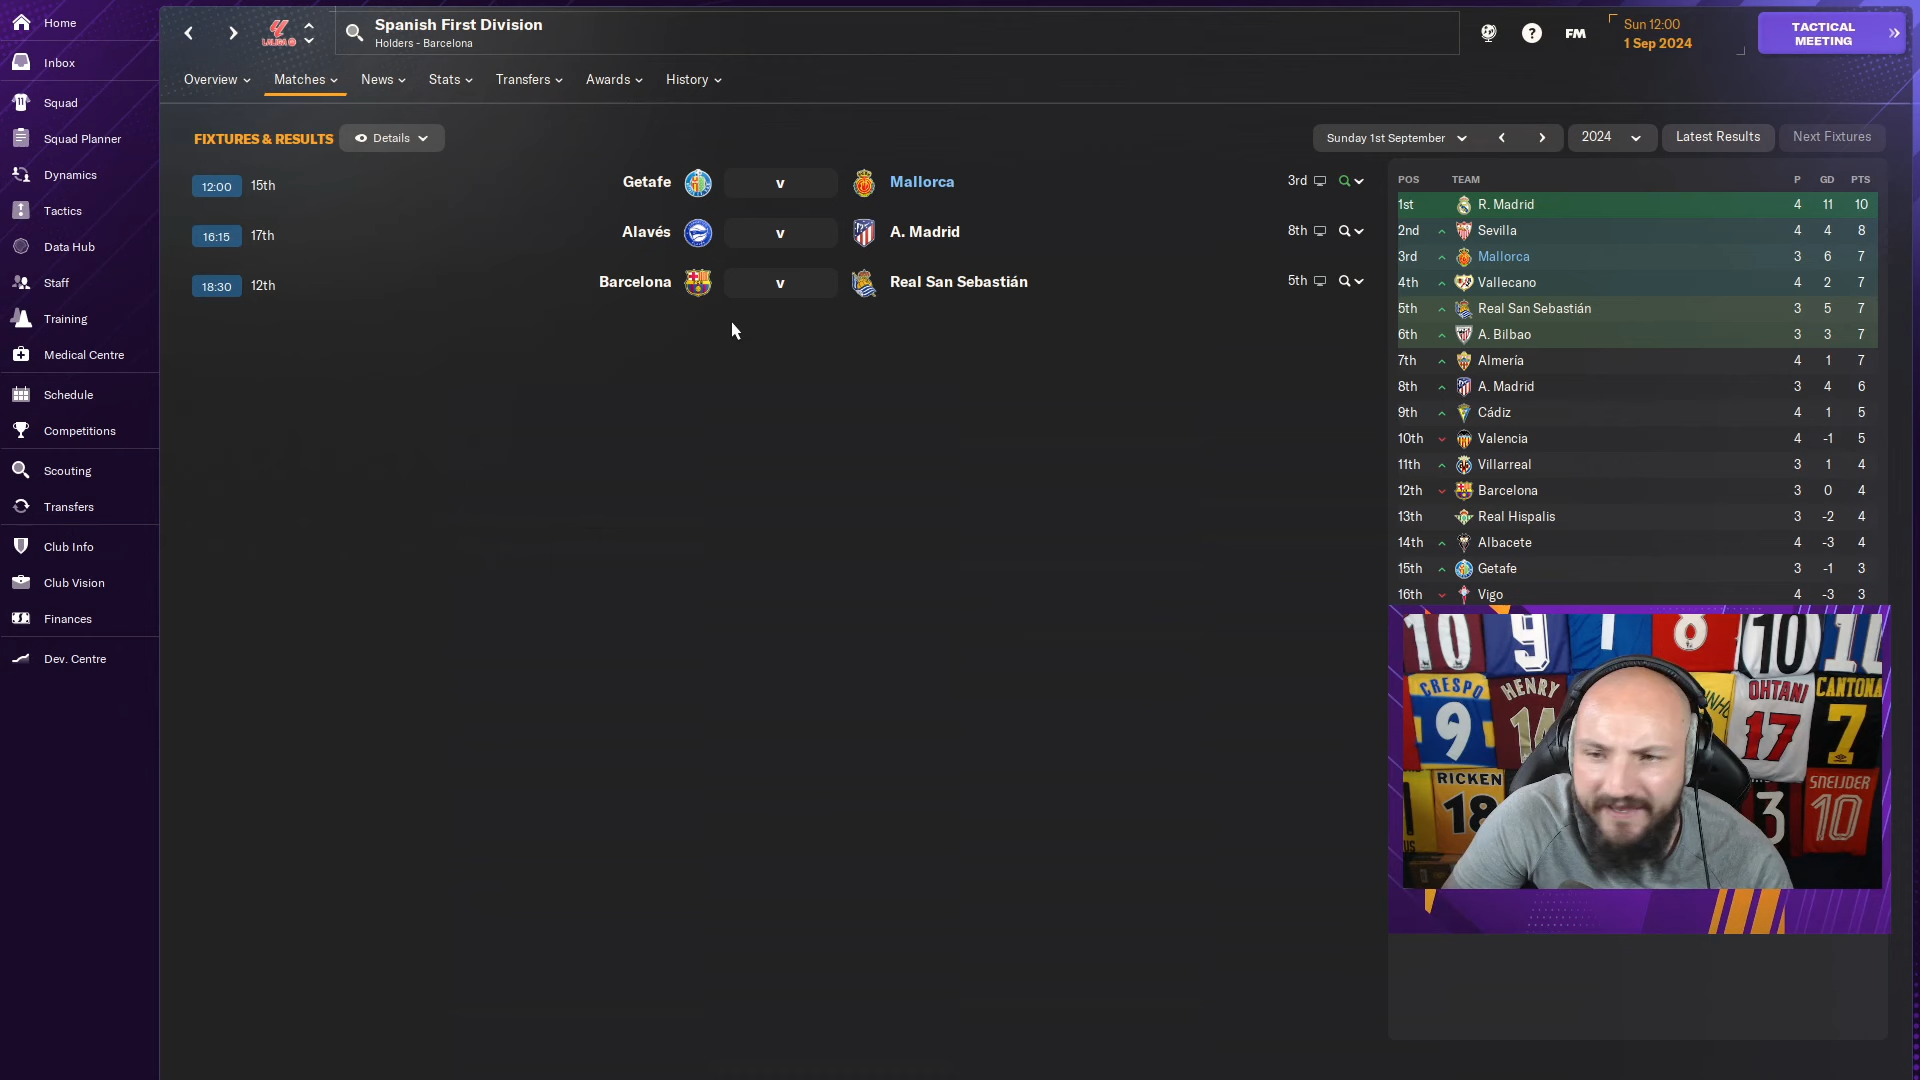 Home
Inbox
Squad
Squad Planner
Dynamics
Tactics
Data Hub
Staff
Training
Medical Centre
Schedule
Competitions
Scouting
Transfers
Club Info
Club Vision
Finances
Dev. Centre
LALIGA
Spanish First Division
Holders - Barcelona
?
FM
Sun 12:00
1 Sep 2024
TACTICAL
MEETING
Overview Matches News Stats Transfers Awards History
FIXTURES & RESULTS Details
Sunday 1st September 2024 Latest Results Next Fixtures
12:00 15th Getafe v Mallorca 3rd
16:15 17th Alavés v A. Madrid 8th
18:30 12th Barcelona v Real San Sebastián 5th
POS TEAM P GD PTS
1st R. Madrid 4 11 10
2nd Sevilla 4 4 8
3rd Mallorca 3 6 7
4th Vallecano 4 2 7
5th Real San Sebastián 3 5 7
6th A. Bilbao 3 3 7
7th Almería 4 1 7
8th A. Madrid 3 4 6
9th Cádiz 4 1 5
10th Valencia 4 -1 5
11th Villarreal 3 1 4
12th Barcelona 3 0 4
13th Real Hispalis 3 -2 4
14th Albacete 4 -3 4
15th Getafe 3 -1 3
16th Vigo 4 -3 3
10 9 1 8 10
CRESPO HENRY OHTANI CANTONA
9 14 17 7
RICKEN SNEIJDER
18 3 10